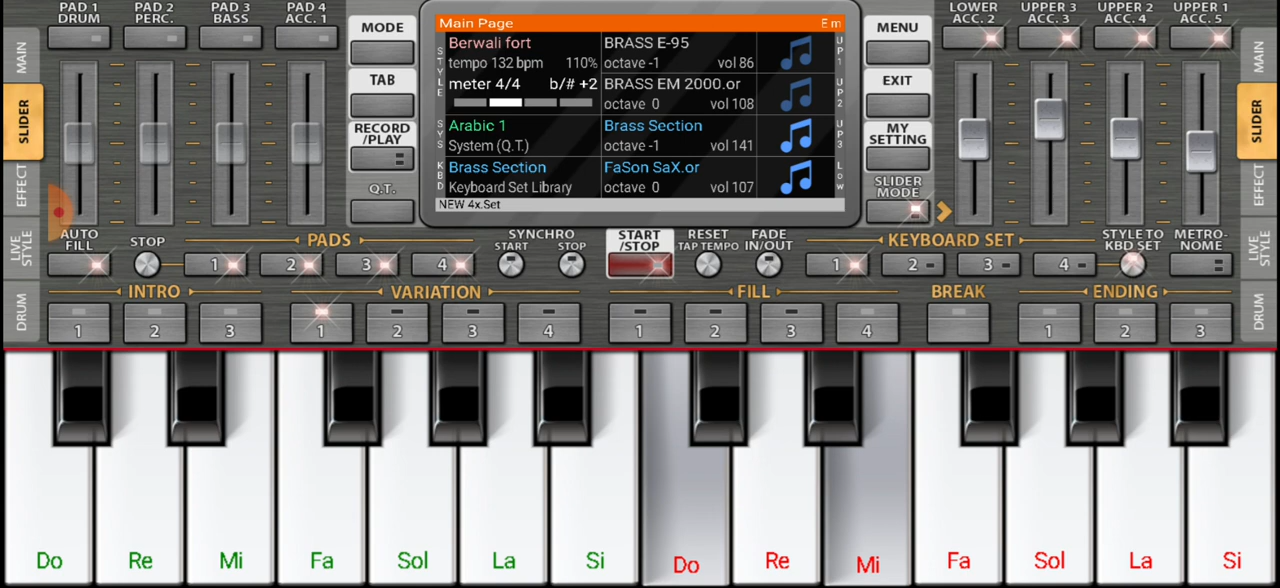 PAD 1
DRUM
PAD 2
PERC.
PAD 3
BASS
PAD 4
ACC. 1
MODE
TAB
RECORD
/PLAY
Q.T.
Main Page
Em
STYLE
Berwali fort
tempo 132 bpm 110%
meter 4/4 b/# +2
SYS
Arabic 1
System (Q.T.)
KBD
Brass Section
Keyboard Set Library
BRASS E-95
octave -1 vol 86
UP1
BRASS EM 2000.or
octave 0 vol 108
UP2
Brass Section
octave -1 vol 141
UP3
FaSon SaX.or
octave 0 vol 107
Low
NEW 4x.Set
MENU
EXIT
MY
SETTING
SLIDER
MODE
LOWER
ACC. 2
UPPER 3
ACC. 3
UPPER 2
ACC. 4
UPPER 1
ACC. 5
MAIN
SLIDER
EFFECT
LIVE
STYLE
DRUM
MAIN
SLIDER
EFFECT
LIVE
STYLE
DRUM
AUTO
FILL
STOP
PADS
1 2 3 4
SYNCHRO
START STOP
START
/STOP
RESET
TAP TEMPO
FADE
IN/OUT
KEYBOARD SET
1 2 3 4
STYLE TO
KBD SET
METRO-
NOME
INTRO
1 2 3
VARIATION
1 2 3 4
FILL
1 2 3 4
BREAK
ENDING
1 2 3
Do Re Mi Fa Sol La Si Do Re Mi Fa Sol La Si